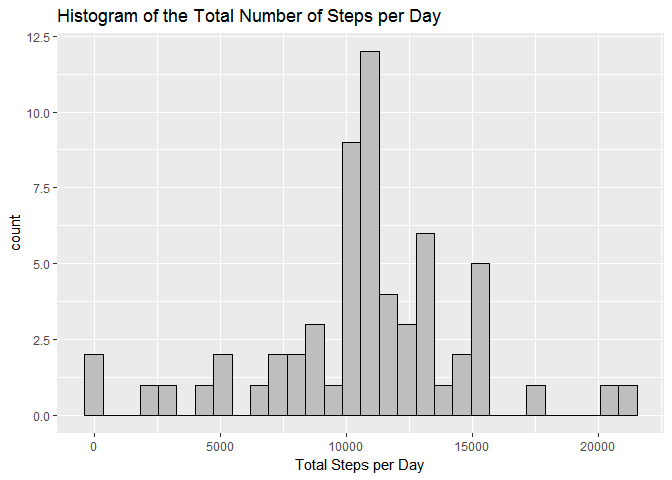 Histogram of the Total Number of Steps per Day
12.5
10.0
7.5
5.0
2.5
0.0
count
0 5000 10000 15000 20000
Total Steps per Day